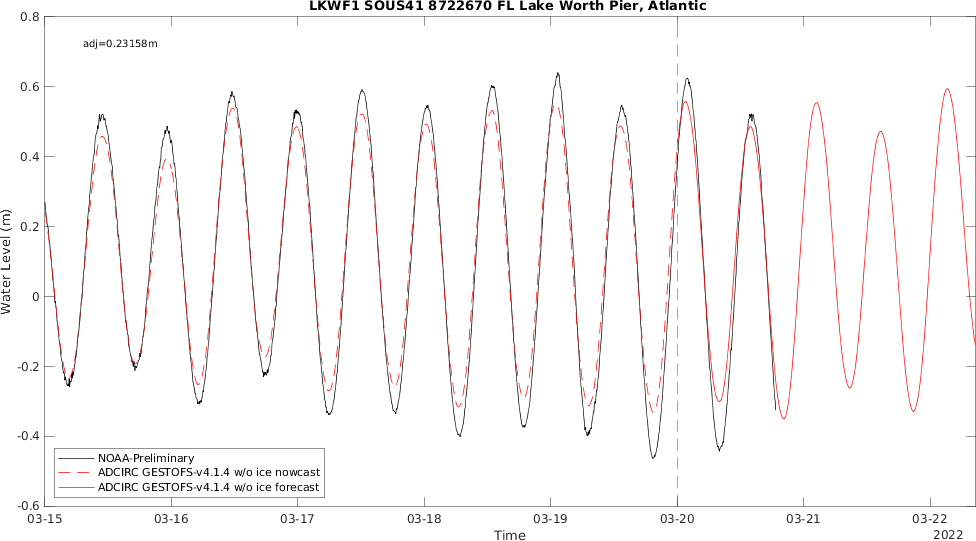 LKWF1 SOUS41 8722670 FL Lake Worth Pier, Atlantic
0.8
adj=0.23158m
0.6
0.4
0.2
0
-0.2
-0.4
-0.6
Water Level (m)
NOAA-Preliminary
ADCIRC GESTOFS-v4.1.4 w/o ice nowcast
ADCIRC GESTOFS-v4.1.4 w/o ice forecast
03-15 03-16 03-17 03-18 03-19 03-20 03-21 03-22
Time
2022